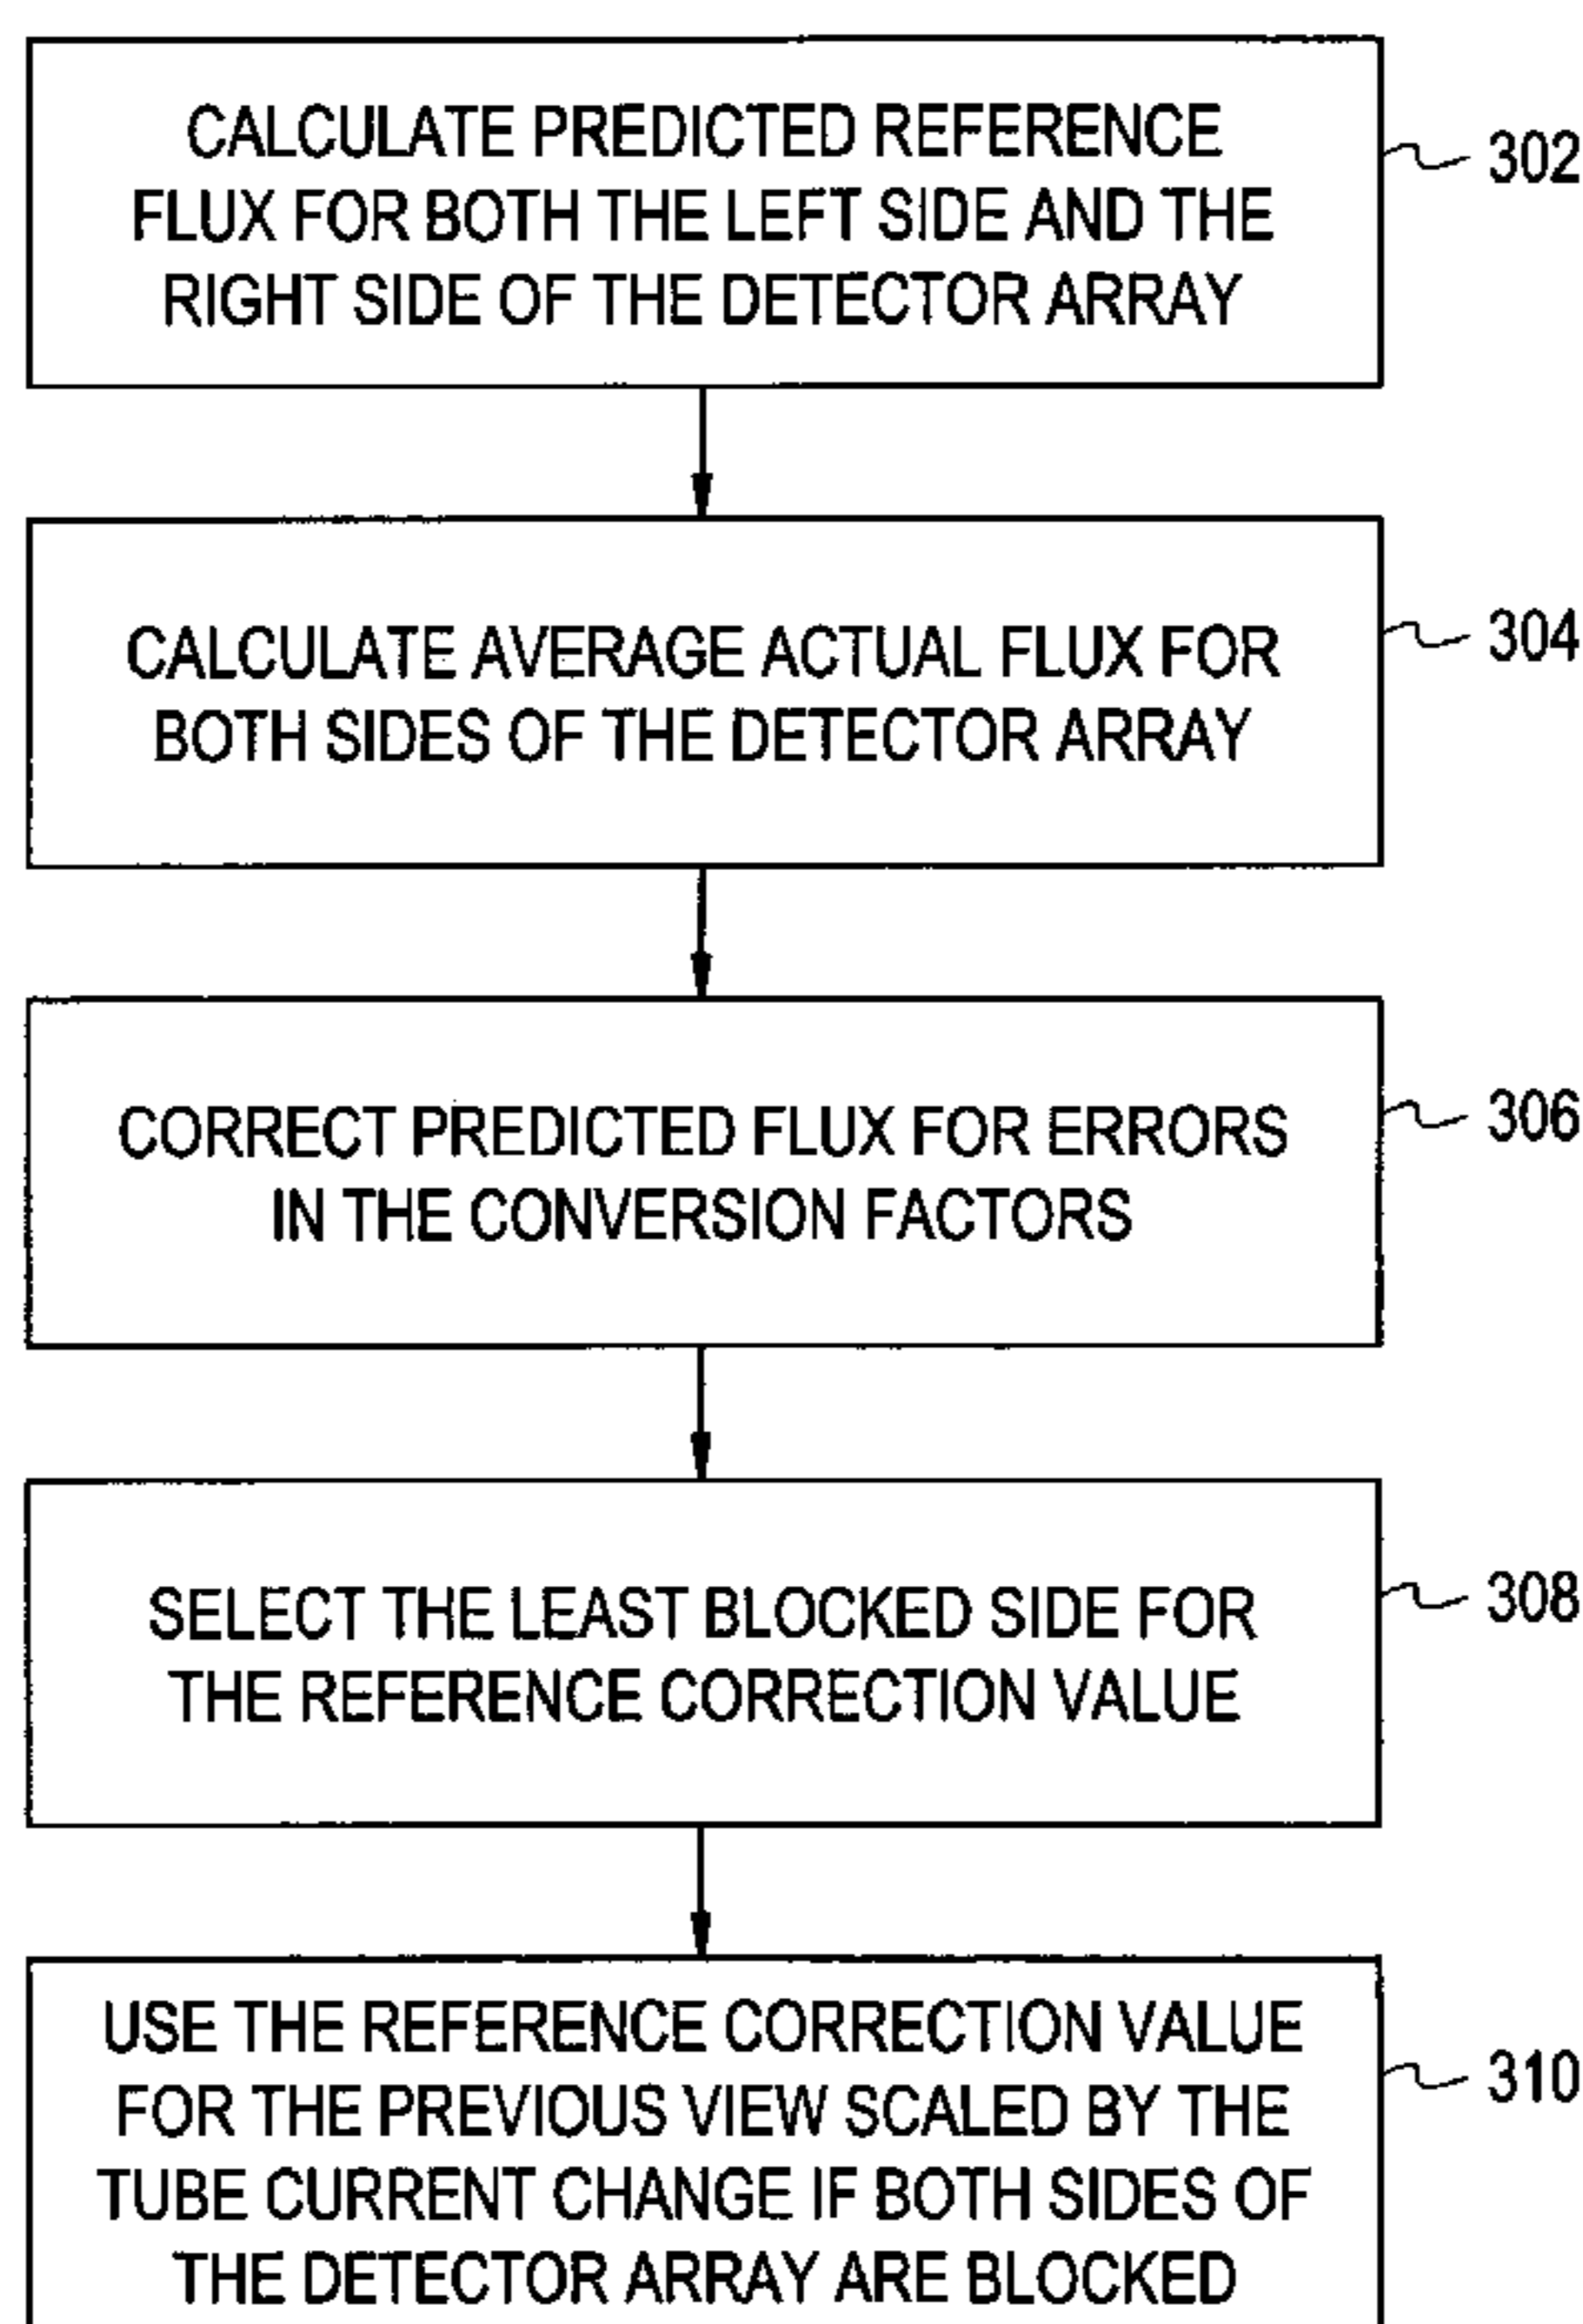 CALCULATE PREDICTED REFERENCE
FLUX FOR BOTH THE LEFT SIDE AND THE
RIGHT SIDE OF THE DETECTOR ARRAY
302
CALCULATE AVERAGE ACTUAL FLUX FOR
BOTH SIDES OF THE DETECTOR ARRAY
304
CORRECT PREDICTED FLUX FOR ERRORS
IN THE CONVERSION FACTORS
306
SELECT THE LEAST BLOCKED SIDE FOR
THE REFERENCE CORRECTION VALUE
308
USE THE REFERENCE CORRECTION VALUE
FOR THE PREVIOUS VIEW SCALED BY THE
TUBE CURRENT CHANGE IF BOTH SIDES OF
THE DETECTOR ARRAY ARE BLOCKED
310